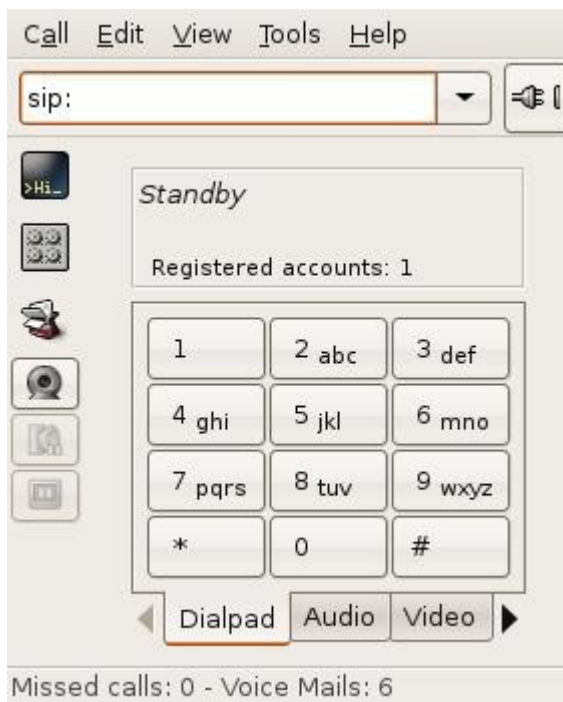 Call Edit View Tools Help
sip:
>Hi_
Standby
Registered accounts: 1
1 2 abc 3 def
4 ghi 5 jkl 6 mno
7 pqrs 8 tuv 9 wxyz
* 0 #
Dialpad Audio Video
Missed calls: 0 - Voice Mails: 6